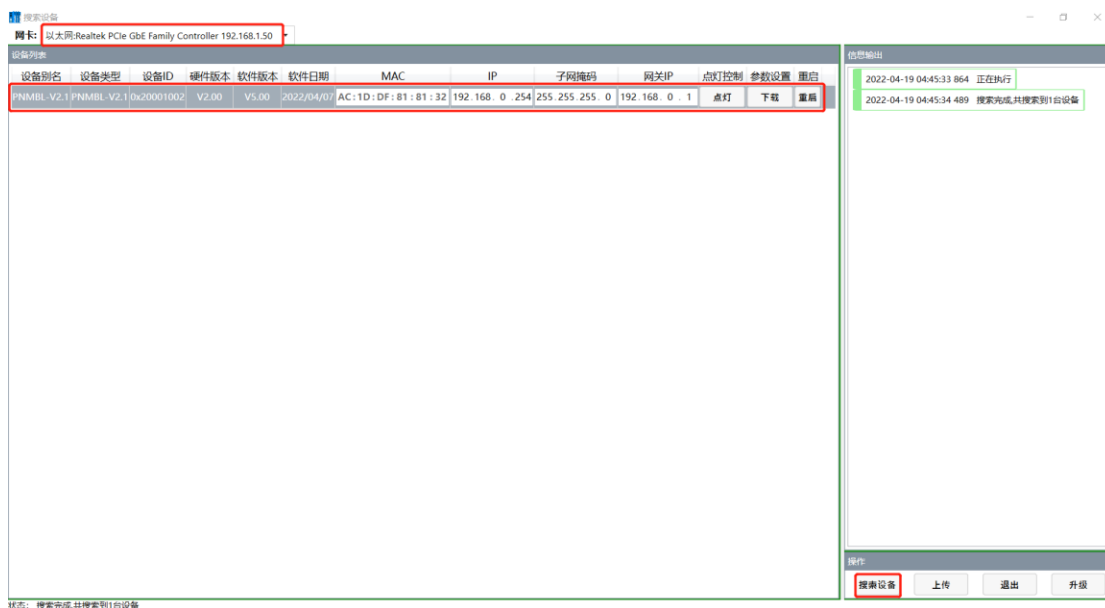 搜索设备
网卡: 以太网:Realtek PCIe GbE Family Controller 192.168.1.50
设备列表
设备别名 设备类型 设备ID 硬件版本 软件版本 软件日期 MAC IP 子网掩码 网关IP 点灯控制 参数设置 重启
PNMBL-V2.1 PNMBL-V2.1 0x20001002 V2.00 V5.00 2022/04/07 AC:1D:DF:81:81:32 192.168. 0 .254 255.255.255. 0 192.168. 0 . 1 点灯 下载 重启
信息输出
2022-04-19 04:45:33 864 正在执行
2022-04-19 04:45:34 489 搜索完成,共搜索到1台设备
操作
搜索设备 上传 退出 升级
状态: 搜索完成,共搜索到1台设备